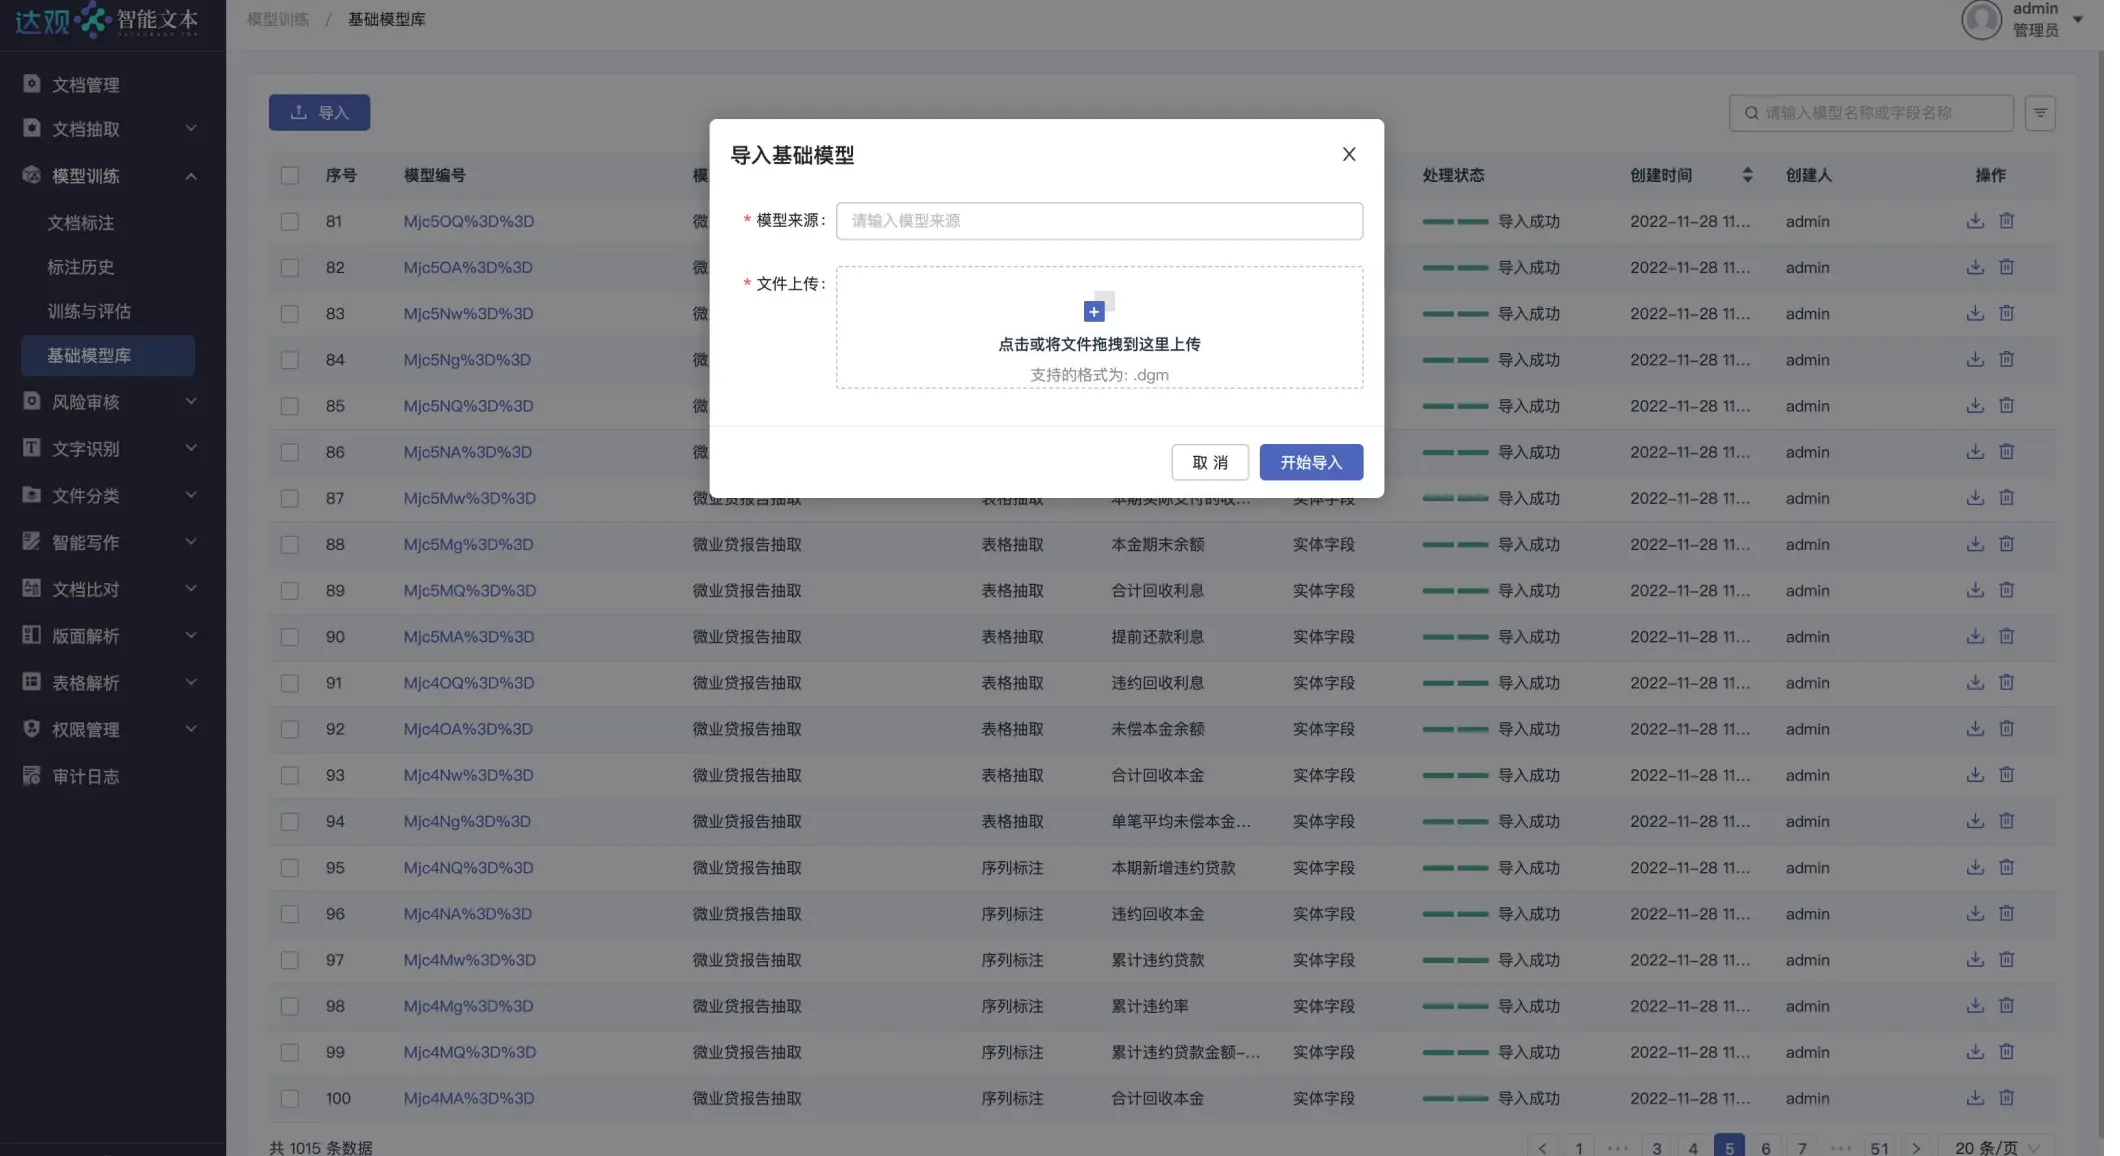 达观 智能文本
模型训练 / 基础模型库
admin
管理员
文档管理
文档抽取
模型训练
文档标注
标注历史
训练与评估
基础模型库
风险审核
文字识别
文件分类
智能写作
文档比对
版面解析
表格解析
权限管理
审计日志
导入
请输入模型名称或字段名称
导入基础模型
* 模型来源:
请输入模型来源
* 文件上传:
点击或将文件拖拽到这里上传
支持的格式为: .dgm
取 消
开始导入
序号 模型编号 模 处理状态 创建时间 创建人 操作
81 Mjc5OQ%3D%3D 微 导入成功 2022-11-28 11... admin
82 Mjc5OA%3D%3D 微 导入成功 2022-11-28 11... admin
83 Mjc5Nw%3D%3D 微 导入成功 2022-11-28 11... admin
84 Mjc5Ng%3D%3D 微 导入成功 2022-11-28 11... admin
85 Mjc5NQ%3D%3D 微 导入成功 2022-11-28 11... admin
86 Mjc5NA%3D%3D 微 导入成功 2022-11-28 11... admin
87 Mjc5Mw%3D%3D 微业贷报告抽取 表格抽取 本期实际支付的收... 实体字段 导入成功 2022-11-28 11... admin
88 Mjc5Mg%3D%3D 微业贷报告抽取 表格抽取 本金期末余额 实体字段 导入成功 2022-11-28 11... admin
89 Mjc5MQ%3D%3D 微业贷报告抽取 表格抽取 合计回收利息 实体字段 导入成功 2022-11-28 11... admin
90 Mjc5MA%3D%3D 微业贷报告抽取 表格抽取 提前还款利息 实体字段 导入成功 2022-11-28 11... admin
91 Mjc4OQ%3D%3D 微业贷报告抽取 表格抽取 违约回收利息 实体字段 导入成功 2022-11-28 11... admin
92 Mjc4OA%3D%3D 微业贷报告抽取 表格抽取 未偿本金余额 实体字段 导入成功 2022-11-28 11... admin
93 Mjc4Nw%3D%3D 微业贷报告抽取 表格抽取 合计回收本金 实体字段 导入成功 2022-11-28 11... admin
94 Mjc4Ng%3D%3D 微业贷报告抽取 表格抽取 单笔平均未偿本金... 实体字段 导入成功 2022-11-28 11... admin
95 Mjc4NQ%3D%3D 微业贷报告抽取 序列标注 本期新增违约贷款 实体字段 导入成功 2022-11-28 11... admin
96 Mjc4NA%3D%3D 微业贷报告抽取 序列标注 违约回收本金 实体字段 导入成功 2022-11-28 11... admin
97 Mjc4Mw%3D%3D 微业贷报告抽取 序列标注 累计违约贷款 实体字段 导入成功 2022-11-28 11... admin
98 Mjc4Mg%3D%3D 微业贷报告抽取 序列标注 累计违约率 实体字段 导入成功 2022-11-28 11... admin
99 Mjc4MQ%3D%3D 微业贷报告抽取 序列标注 累计违约贷款金额-... 实体字段 导入成功 2022-11-28 11... admin
100 Mjc4MA%3D%3D 微业贷报告抽取 序列标注 合计回收本金 实体字段 导入成功 2022-11-28 11... admin
共 1015 条数据
< 1 ··· 3 4 5 6 7 ··· 51 > 20 条/页